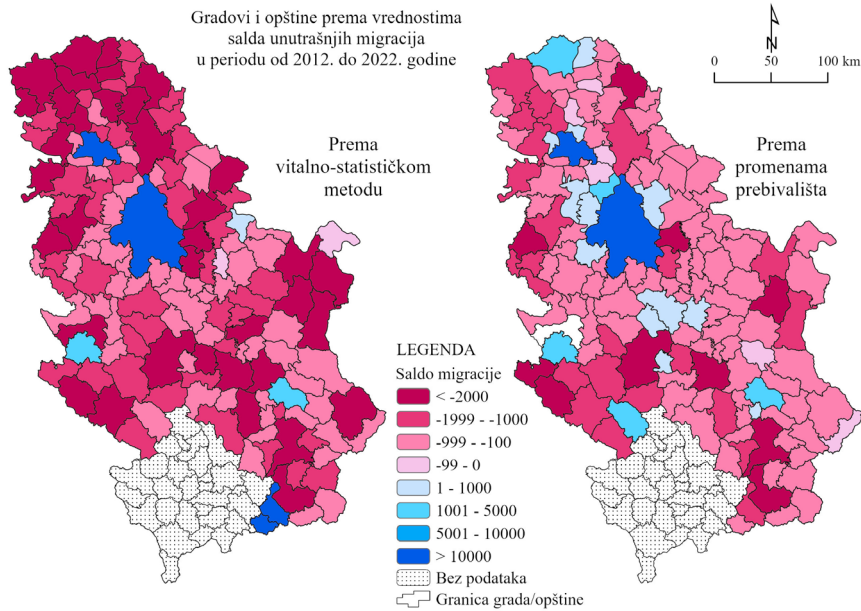 Gradovi i opštine prema vrednostima
salda unutrašnjih migracija
u periodu od 2012. do 2022. godine
N
0 50 100 km
Prema
vitalno-statističkom
metodu
Prema
promenama
prebivališta
LEGENDA
Saldo migracije
< -2000
-1999 - -1000
-999 - -100
-99 - 0
1 - 1000
1001 - 5000
5001 - 10000
> 10000
Bez podataka
Granica grada/opštine